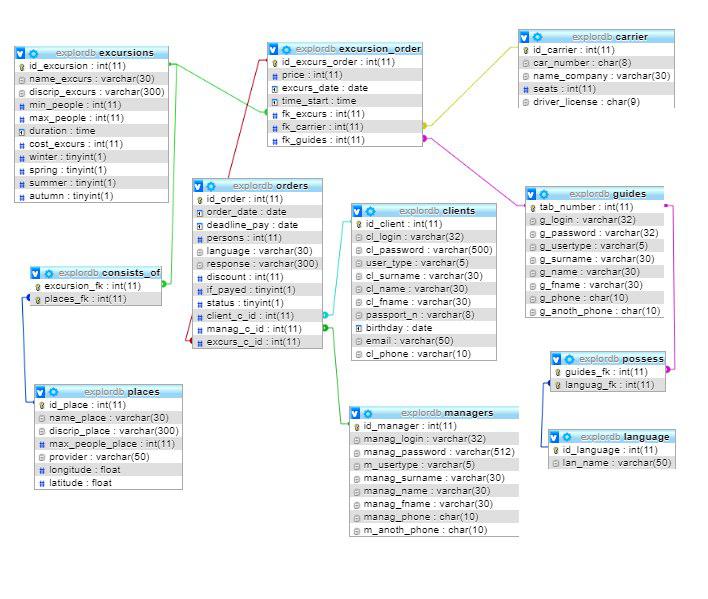 explordb excursions
id_excursion : int(11)
name_excurs : varchar(30)
discrip_excurs : varchar(300)
min_people : int(11)
max_people : int(11)
duration : time
cost_excurs : int(11)
winter : tinyint(1)
spring : tinyint(1)
summer : tinyint(1)
autumn : tinyint(1)
explordb excursion_order
id_excurs_order : int(11)
price : int(11)
excurs_date : date
time_start : time
fk_excurs : int(11)
fk_carrier : int(11)
fk_guides : int(11)
explordb carrier
id_carrier : int(11)
car_number : char(8)
name_company : varchar(30)
seats : int(11)
driver_license : char(9)
explordb orders
id_order : int(11)
order_date : date
deadline_pay : date
persons : int(11)
language : varchar(30)
response : varchar(300)
discount : int(11)
if_payed : tinyint(1)
status : tinyint(1)
client_c_id : int(11)
manag_c_id : int(11)
excurs_c_id : int(11)
explordb clients
id_client : int(11)
cl_login : varchar(32)
cl_password : varchar(500)
user_type : varchar(5)
cl_surname : varchar(30)
cl_name : varchar(30)
cl_fname : varchar(30)
passport_n : varchar(8)
birthday : date
email : varchar(50)
cl_phone : varchar(10)
explordb guides
tab_number : int(11)
g_login : varchar(32)
g_password : varchar(32)
g_usertype : varchar(5)
g_surname : varchar(30)
g_name : varchar(30)
g_fname : varchar(30)
g_phone : char(10)
g_anoth_phone : char(10)
explordb consists_of
excursion_fk : int(11)
places_fk : int(11)
explordb places
id_place : int(11)
name_place : varchar(30)
discrip_place : varchar(300)
max_people_place : int(11)
provider : varchar(50)
longitude : float
latitude : float
explordb managers
id_manager : int(11)
manag_login : varchar(32)
manag_password : varchar(512)
m_usertype : varchar(5)
manag_surname : varchar(30)
manag_name : varchar(30)
manag_fname : varchar(30)
manag_phone : char(10)
m_anoth_phone : char(10)
explordb possess
guides_fk : int(11)
languag_fk : int(11)
explordb language
id_language : int(11)
lan_name : varchar(50)